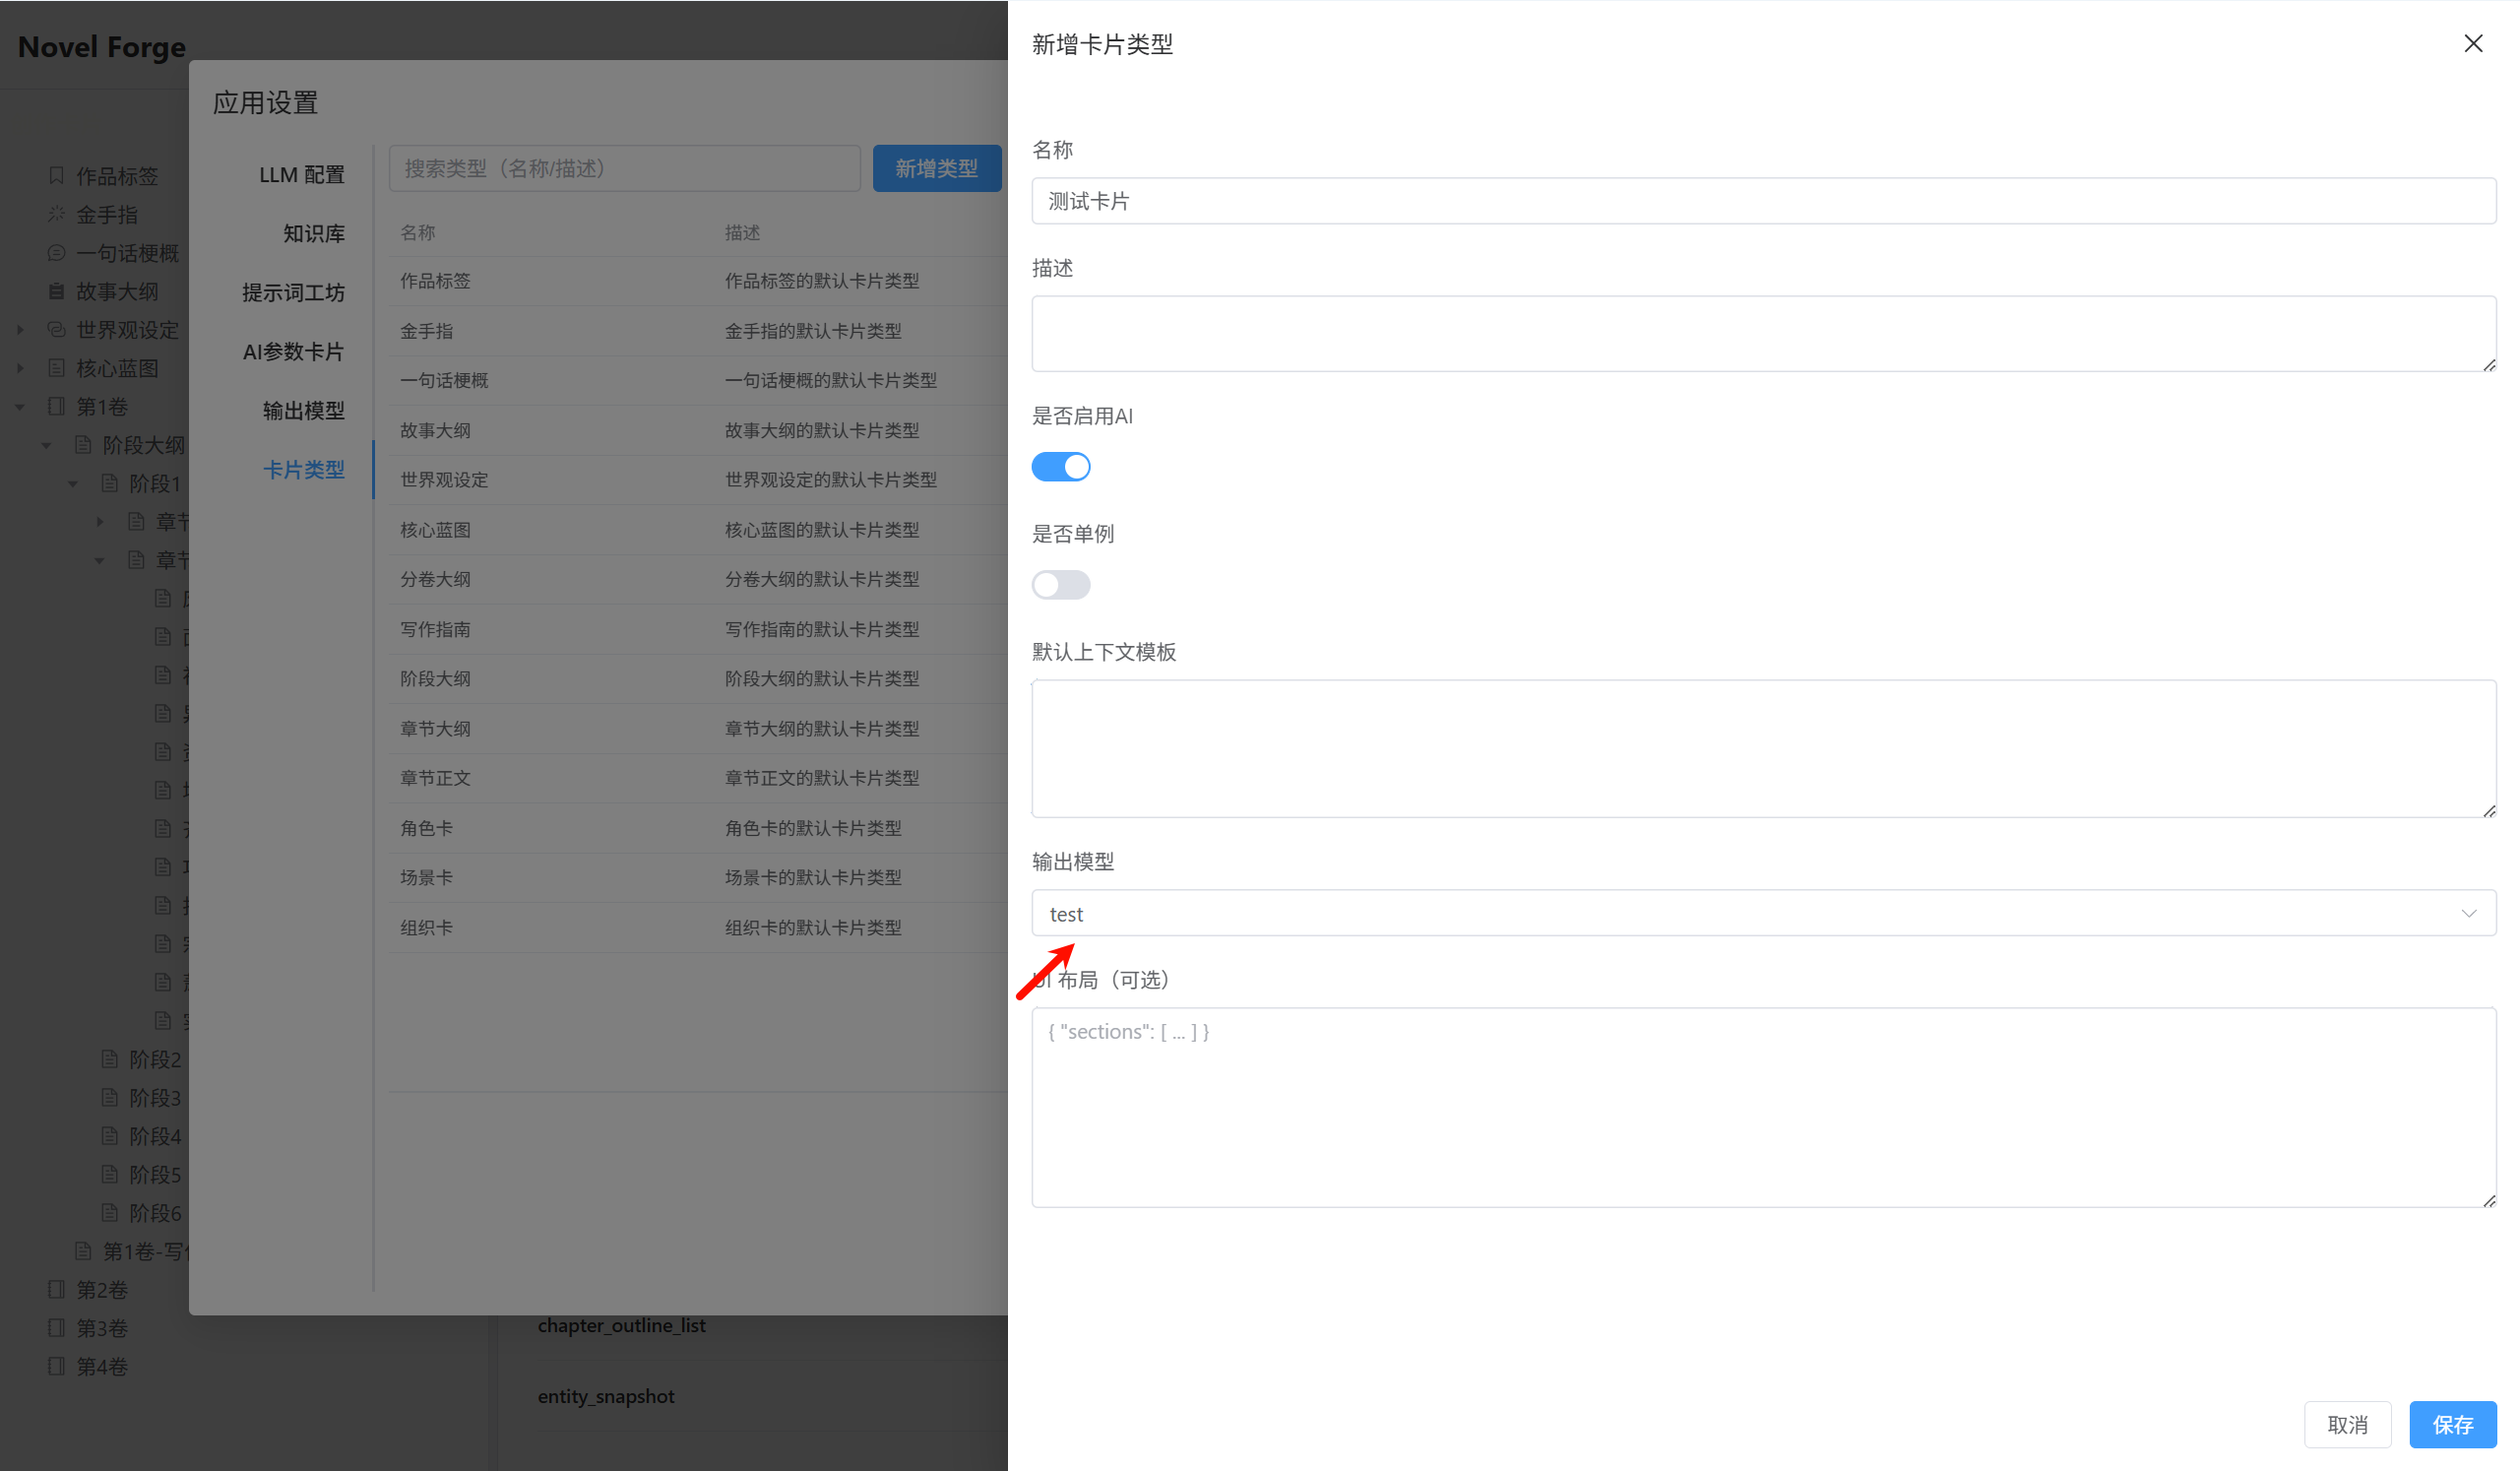 Novel Forge
作品标签
金手指
一句话梗概
故事大纲
世界观设定
核心蓝图
第1卷
阶段大纲
阶段1
章节
章节
阶段2
阶段3
阶段4
阶段5
阶段6
第1卷-写
第2卷
第3卷
第4卷
应用设置
LLM 配置
知识库
提示词工坊
AI参数卡片
输出模型
卡片类型
搜索类型（名称/描述）
新增类型
名称 描述
作品标签 作品标签的默认卡片类型
金手指 金手指的默认卡片类型
一句话梗概 一句话梗概的默认卡片类型
故事大纲 故事大纲的默认卡片类型
世界观设定 世界观设定的默认卡片类型
核心蓝图 核心蓝图的默认卡片类型
分卷大纲 分卷大纲的默认卡片类型
写作指南 写作指南的默认卡片类型
阶段大纲 阶段大纲的默认卡片类型
章节大纲 章节大纲的默认卡片类型
章节正文 章节正文的默认卡片类型
角色卡 角色卡的默认卡片类型
场景卡 场景卡的默认卡片类型
组织卡 组织卡的默认卡片类型
chapter_outline_list
entity_snapshot
新增卡片类型
名称
测试卡片
描述
是否启用AI
是否单例
默认上下文模板
输出模型
test
UI 布局（可选）
{ "sections": [ ... ] }
取消
保存